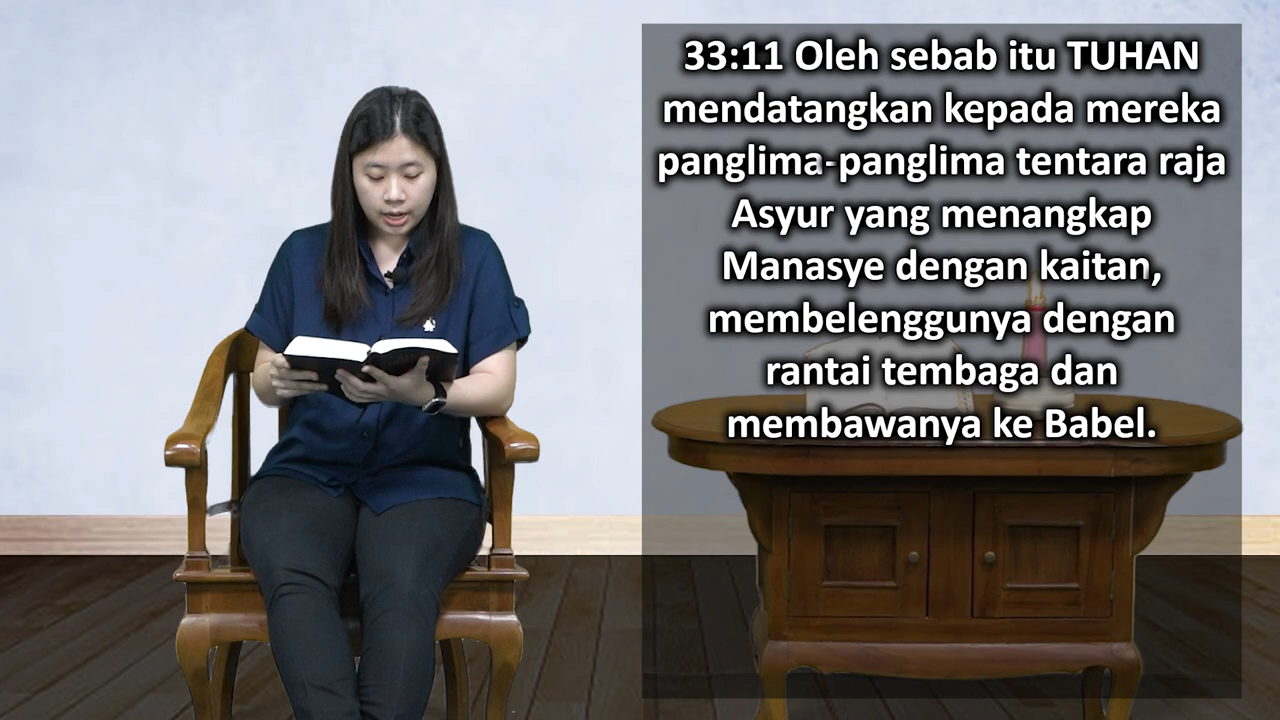 33:11 Oleh sebab itu TUHAN
mendatangkan kepada mereka
panglima-panglima tentara raja
Asyur yang menangkap
Manasye dengan kaitan,
membelenggunya dengan
rantai tembaga dan
membawanya ke Babel.